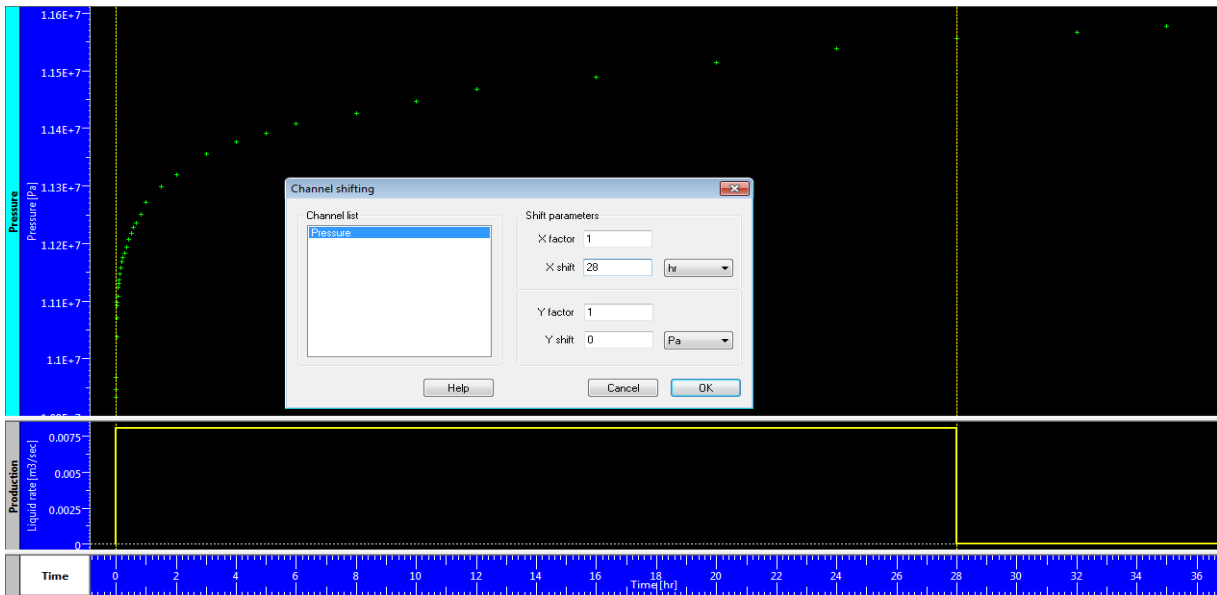 1.16E+7
1.15E+7
1.14E+7
1.13E+7
1.12E+7
1.11E+7
1.1E+7
Pressure
Pressure [Pa]
Channel shifting
Channel list
Pressure
Shift parameters
X factor 1
X shift 28 hr
Y factor 1
Y shift 0 Pa
Help Cancel OK
Production
Liquid rate [m3/sec]
0.0075
0.005
0.0025
0
Time
0 2 4 6 8 10 12 14 16 18 20 22 24 26 28 30 32 34 36
Time [hr]